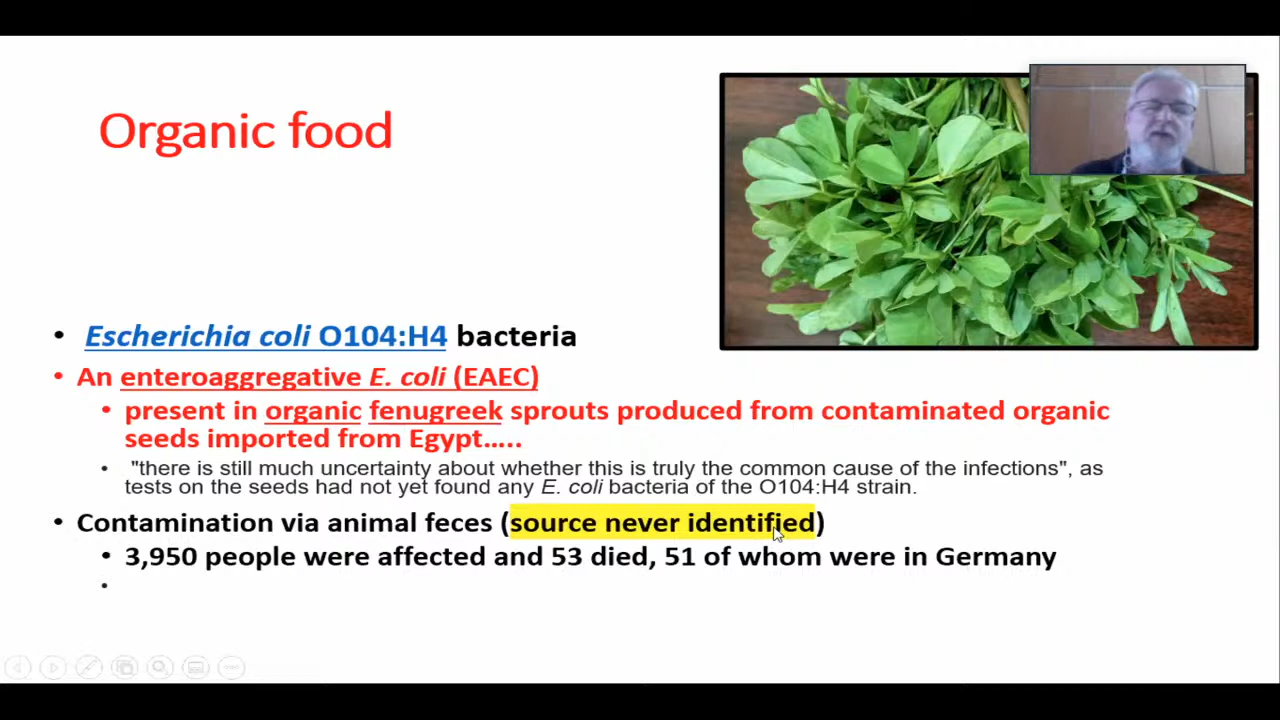 Organic food
• Escherichia coli O104:H4 bacteria
• An enteroaggregative E. coli (EAEC)
• present in organic fenugreek sprouts produced from contaminated organic
seeds imported from Egypt…..
• "there is still much uncertainty about whether this is truly the common cause of the infections", as
tests on the seeds had not yet found any E. coli bacteria of the O104:H4 strain.
• Contamination via animal feces (source never identified)
• 3,950 people were affected and 53 died, 51 of whom were in Germany
•